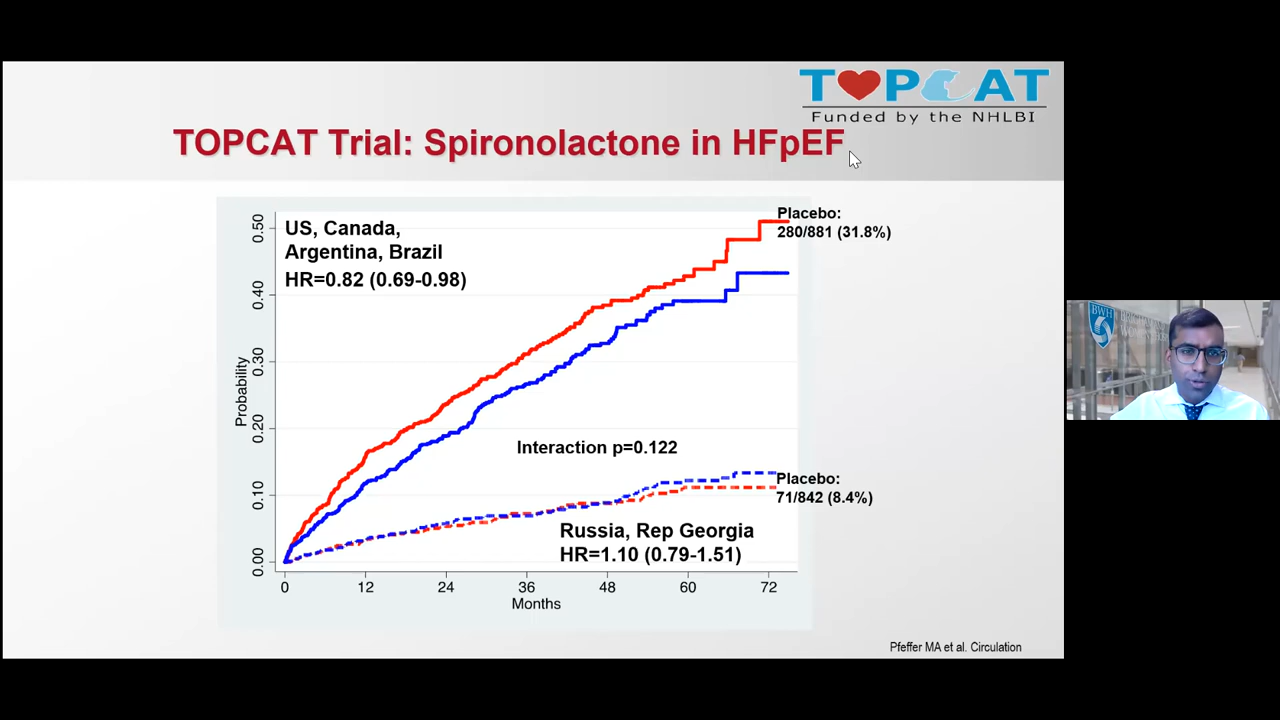 TOPCAT
Funded by the NHLBI
TOPCAT Trial: Spironolactone in HFpEF
US, Canada,
Argentina, Brazil
HR=0.82 (0.69-0.98)
Placebo:
280/881 (31.8%)
0.50
0.40
0.30
0.20
0.10
0.00
Probability
Interaction p=0.122
Placebo:
71/842 (8.4%)
Russia, Rep Georgia
HR=1.10 (0.79-1.51)
0 12 24 36 48 60 72
Months
Pfeffer MA et al. Circulation
BWH